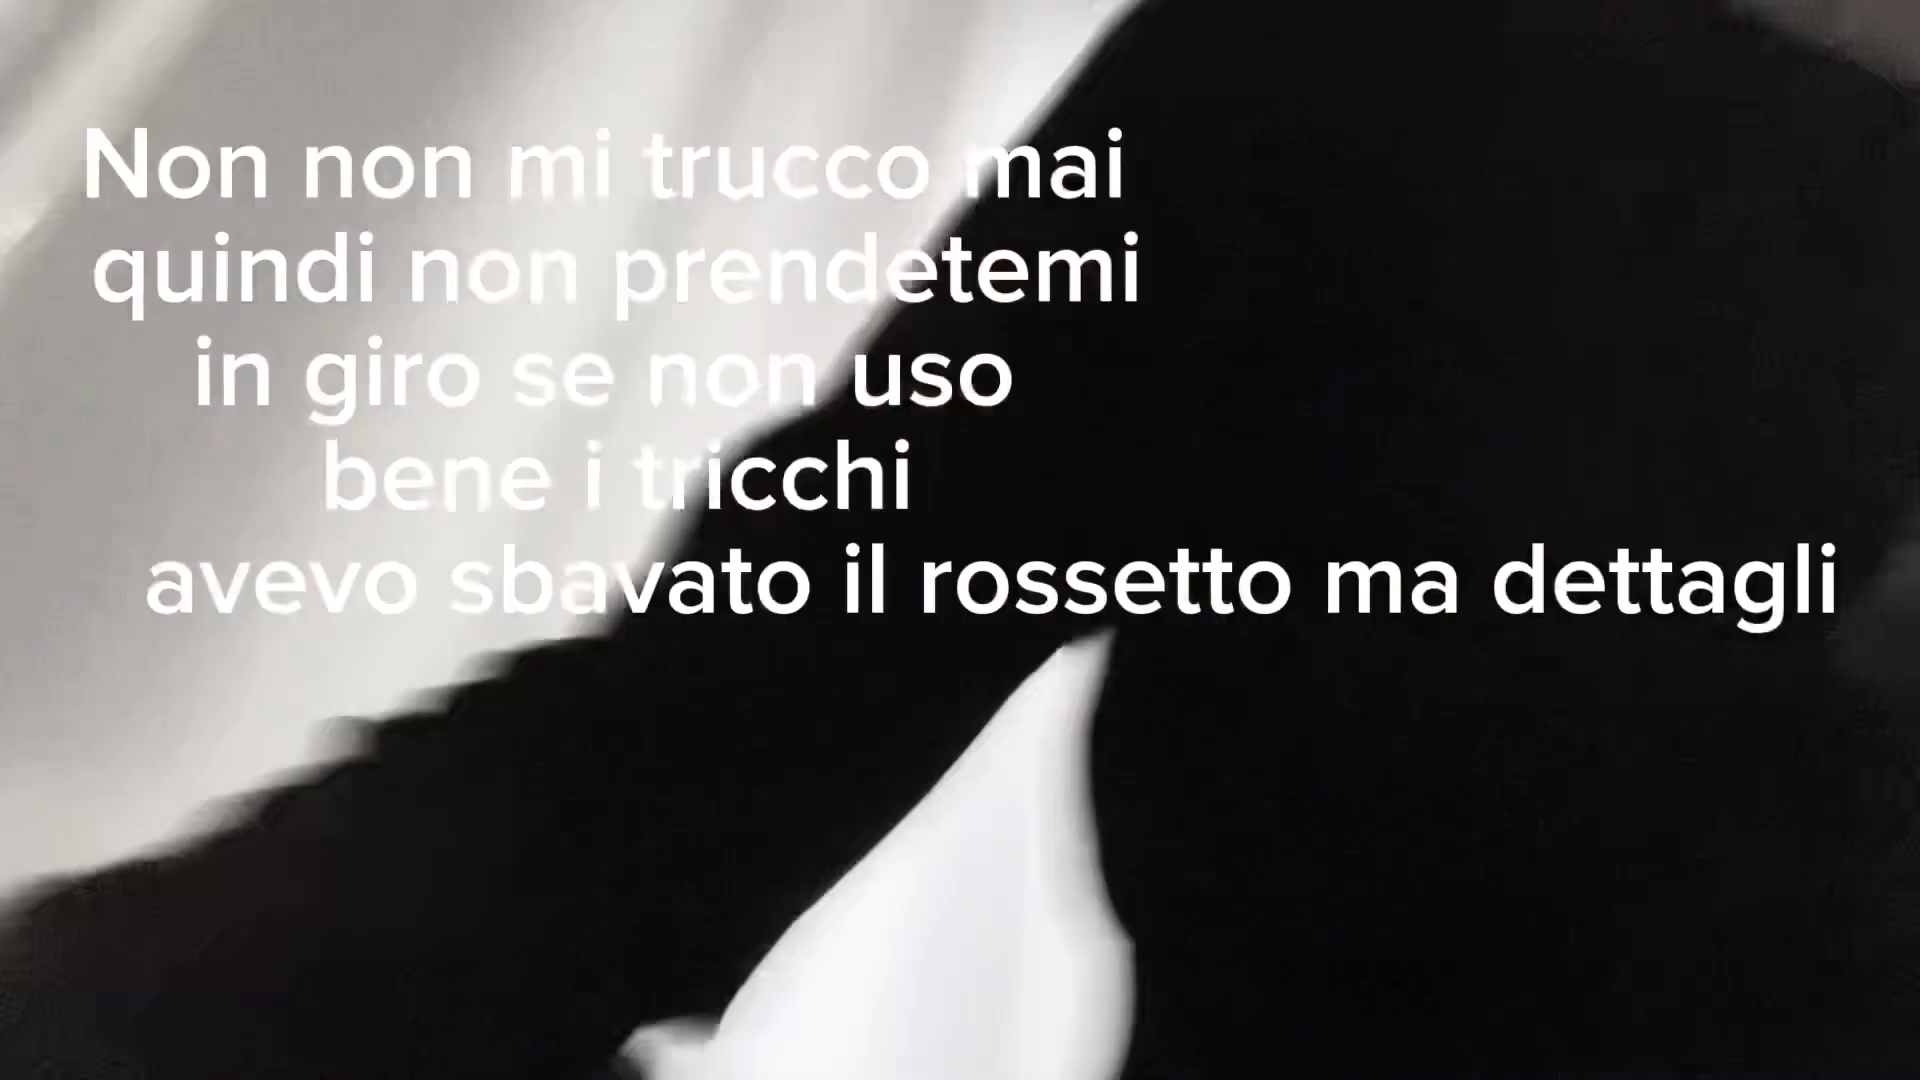 Non non mi trucco mai
quindi non prendetemi
in giro se non uso
bene i tricchi
avevo sbavato il rossetto ma dettagli